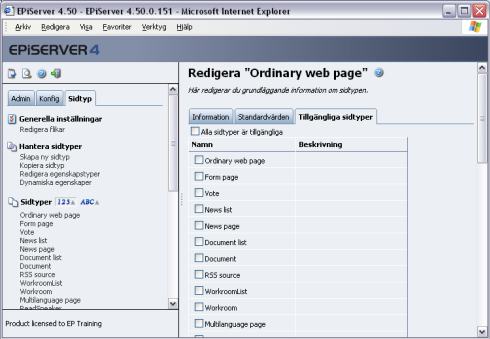 EPiServer 4.50 - EPiServer 4.50.0.151 - Microsoft Internet Explorer
Arkiv Redigera Visa Favoriter Verktyg Hjälp
EPiSERVER 4
Admin Konfig Sidtyp
Generella inställningar
Redigera flikar
Hantera sidtyper
Skapa ny sidtyp
Kopiera sidtyp
Redigera egenskapstyper
Dynamiska egenskaper
Sidtyper 123 ABC
Ordinary web page
Form page
Vote
News list
News page
Document list
Document
RSS source
WorkroomList
Workroom
Multilanguage page
ReadSpeaker
Redigera "Ordinary web page"
Här redigerar du grundläggande information om sidtypen.
Information Standardvärden Tillgängliga sidtyper
Alla sidtyper är tillgängliga
Namn Beskrivning
Ordinary web page
Form page
Vote
News list
News page
Document list
Document
RSS source
WorkroomList
Workroom
Multilanguage page
Product licensed to EP Training